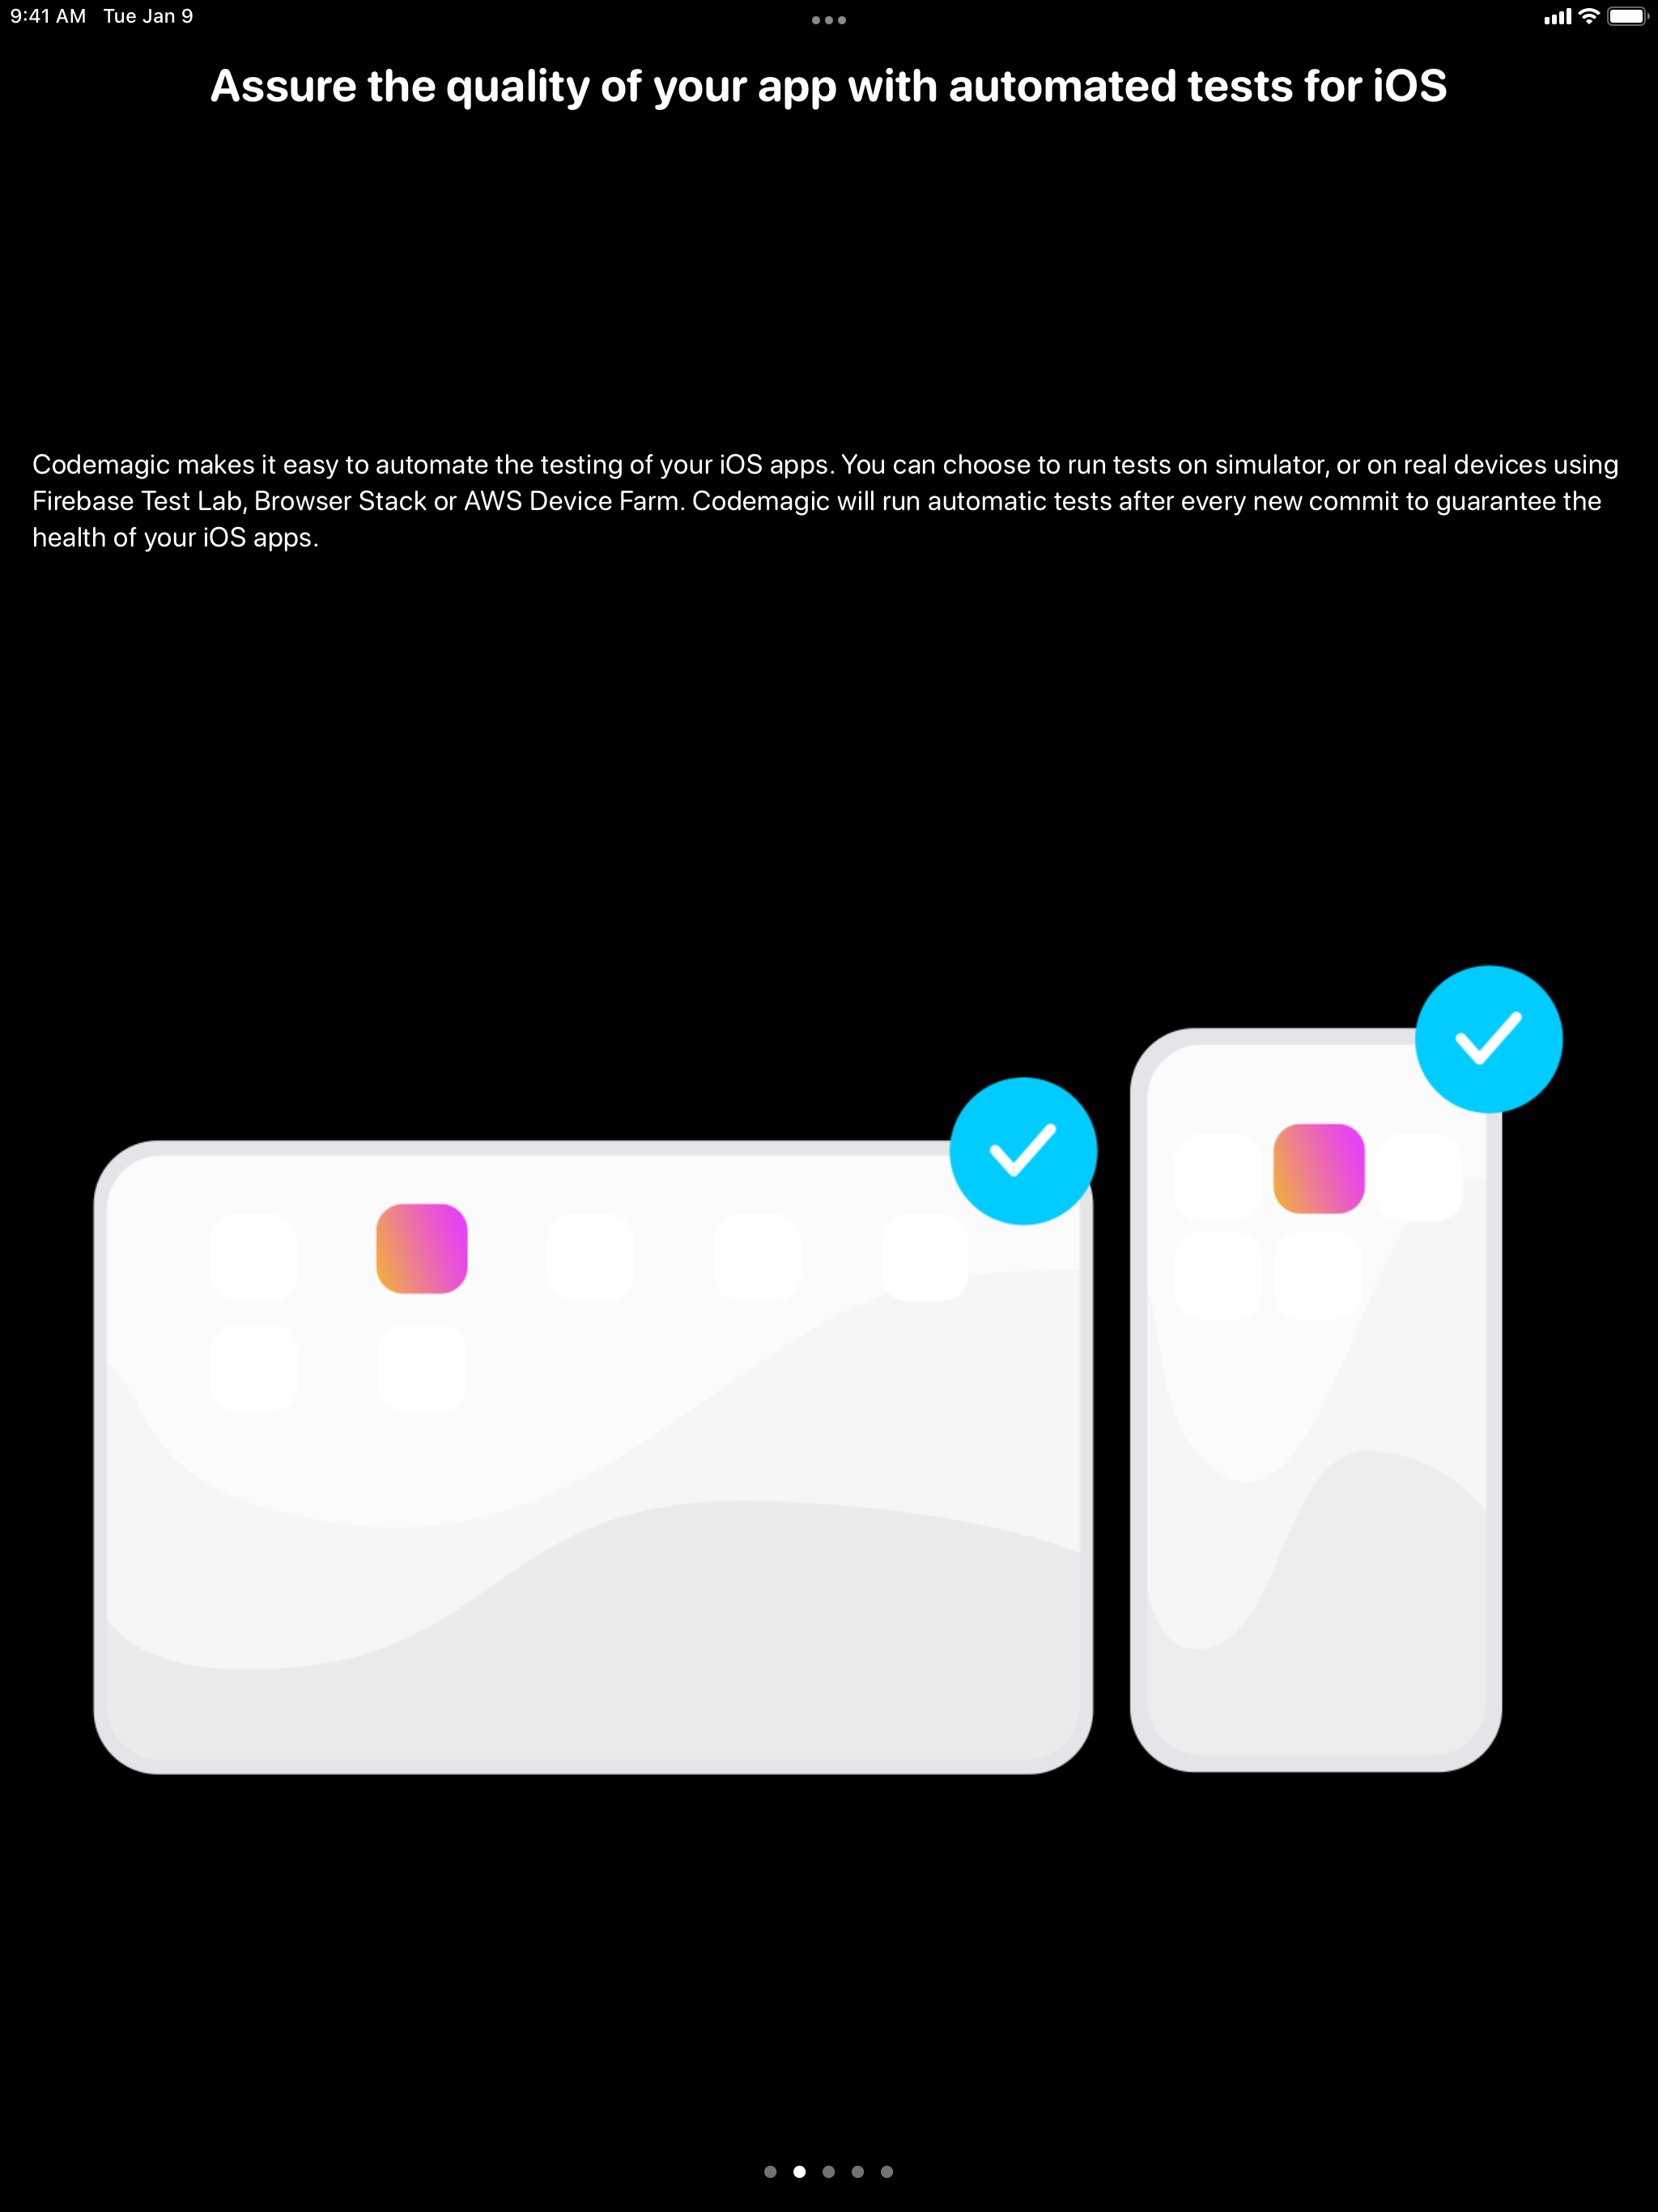 9:41 AM Tue Jan 9
Assure the quality of your app with automated tests for iOS
Codemagic makes it easy to automate the testing of your iOS apps. You can choose to run tests on simulator, or on real devices using
Firebase Test Lab, Browser Stack or AWS Device Farm. Codemagic will run automatic tests after every new commit to guarantee the
health of your iOS apps.